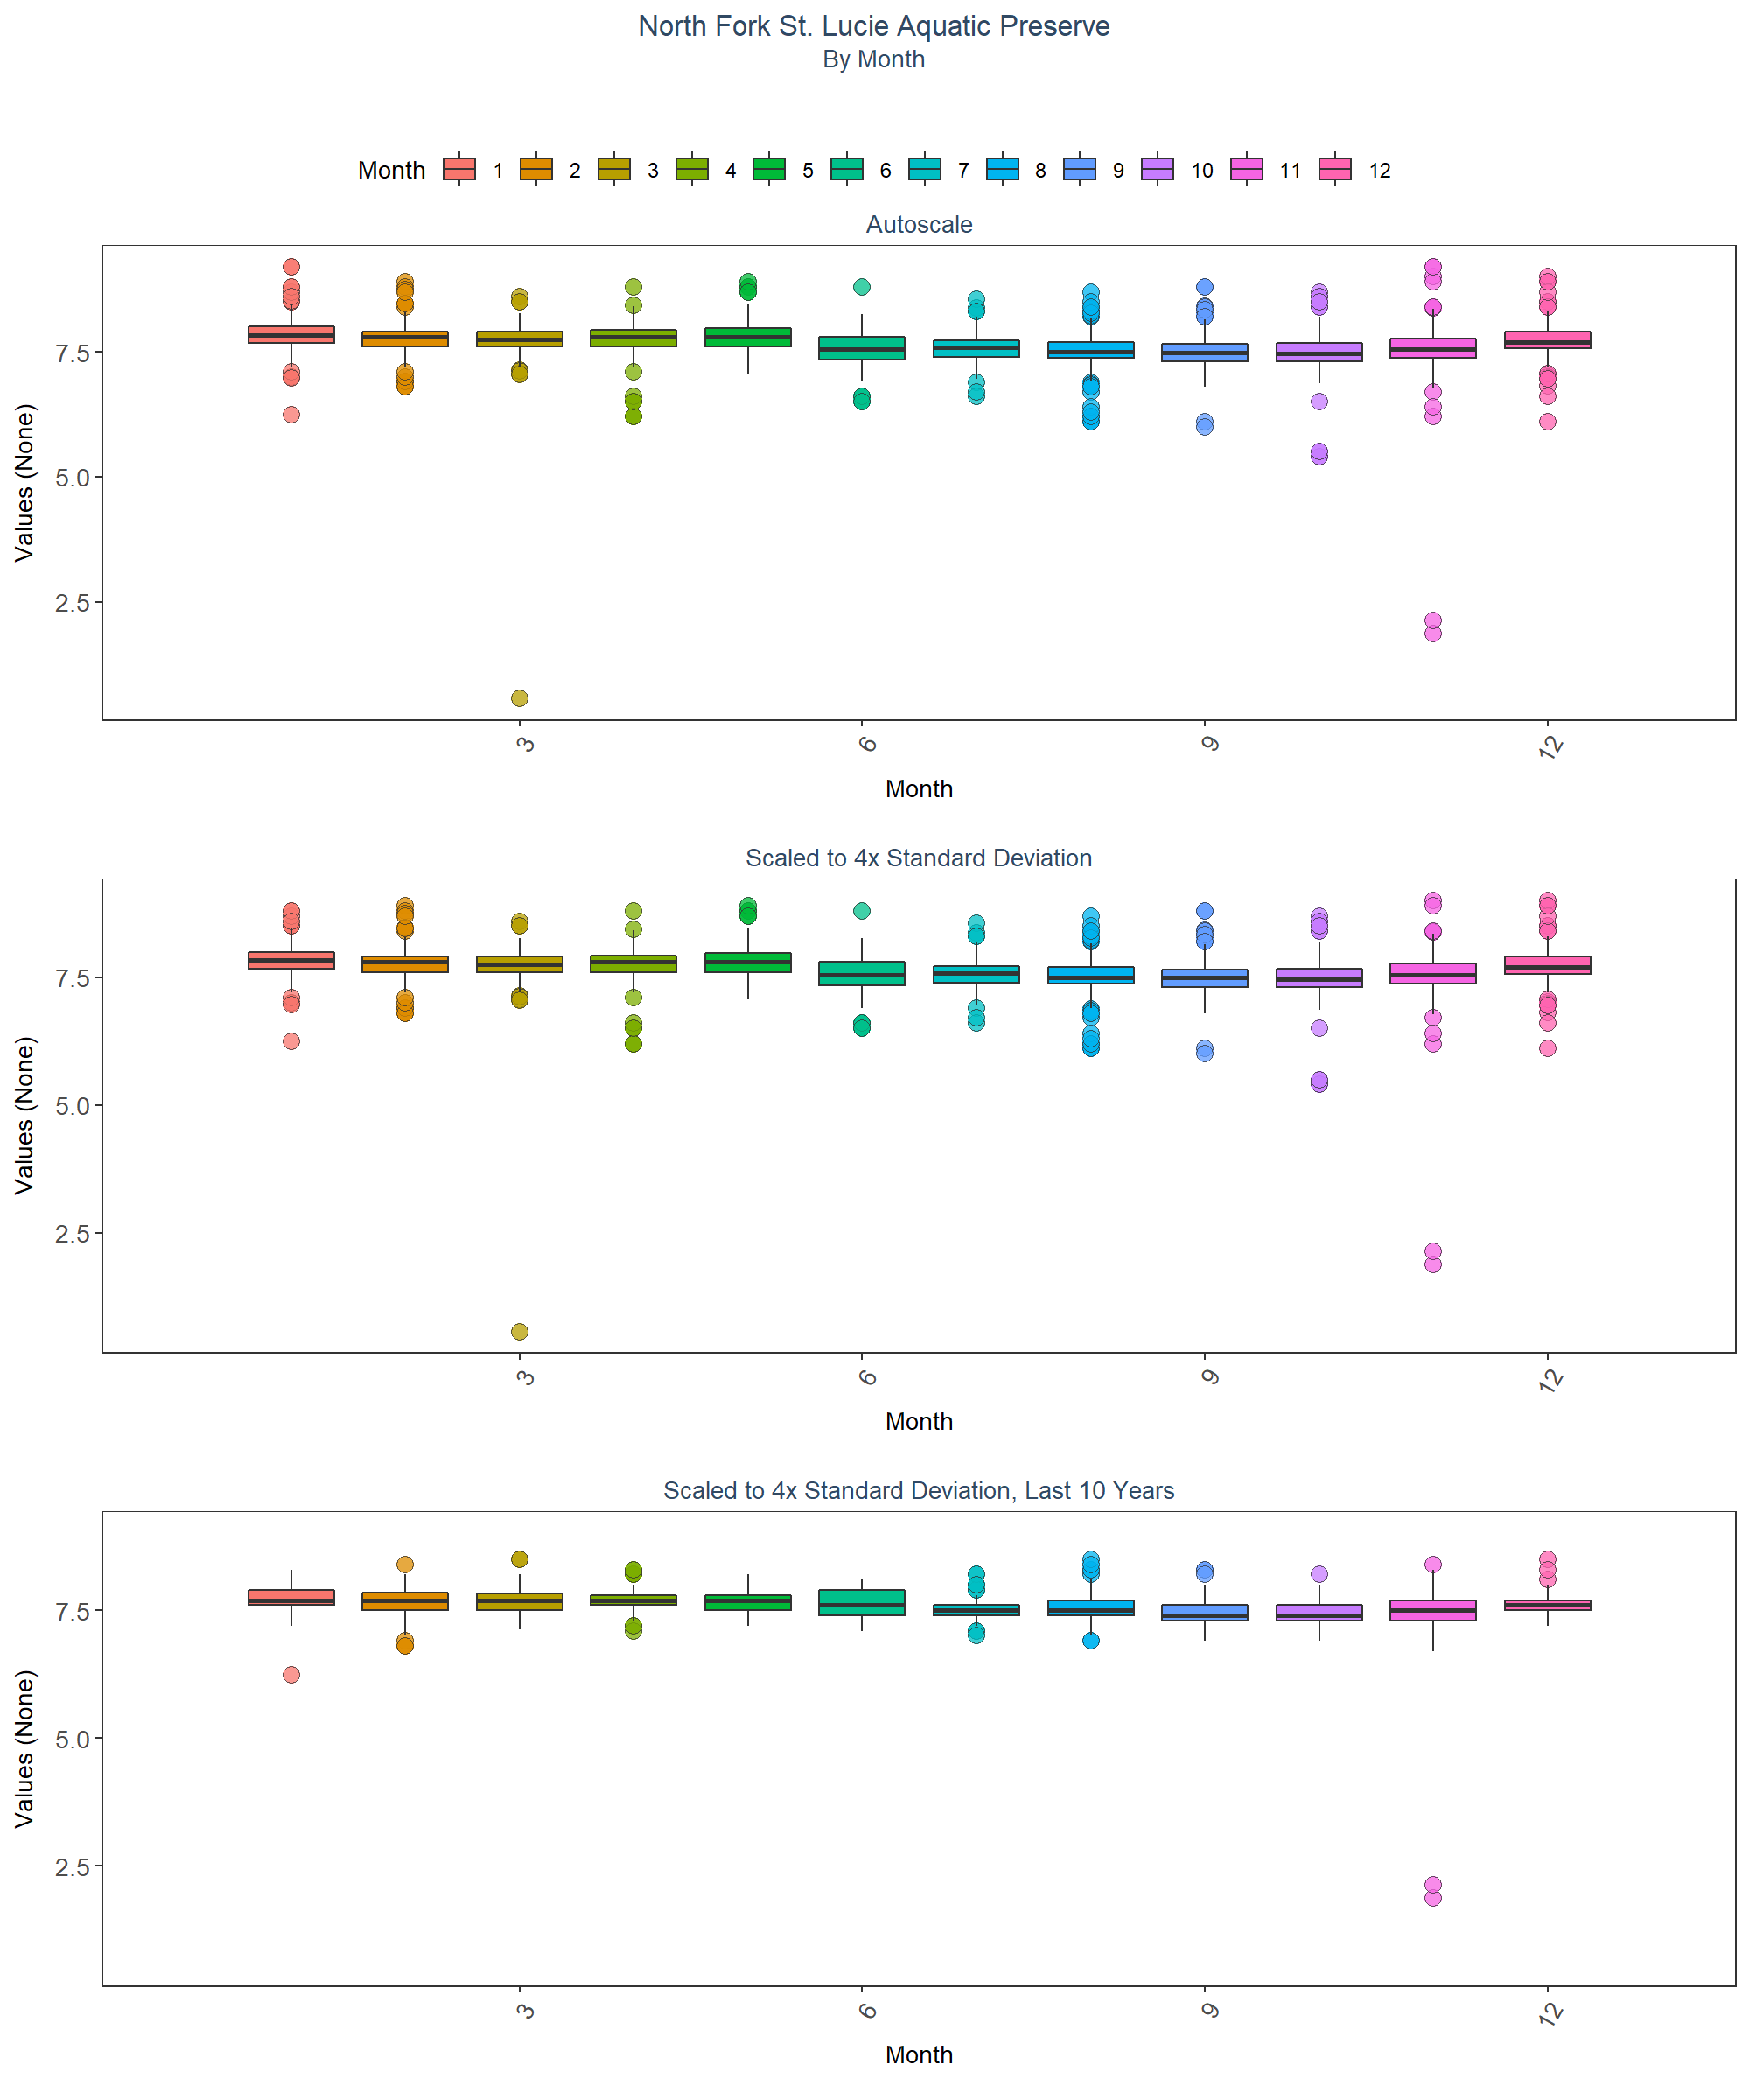 North Fork St. Lucie Aquatic Preserve
By Month
Month 1 2 3 4 5 6 7 8 9 10 11 12
Autoscale
Values (None)
7.5
5.0
2.5
3 6 9 12
Month
Scaled to 4x Standard Deviation
Values (None)
7.5
5.0
2.5
3 6 9 12
Month
Scaled to 4x Standard Deviation, Last 10 Years
Values (None)
7.5
5.0
2.5
3 6 9 12
Month